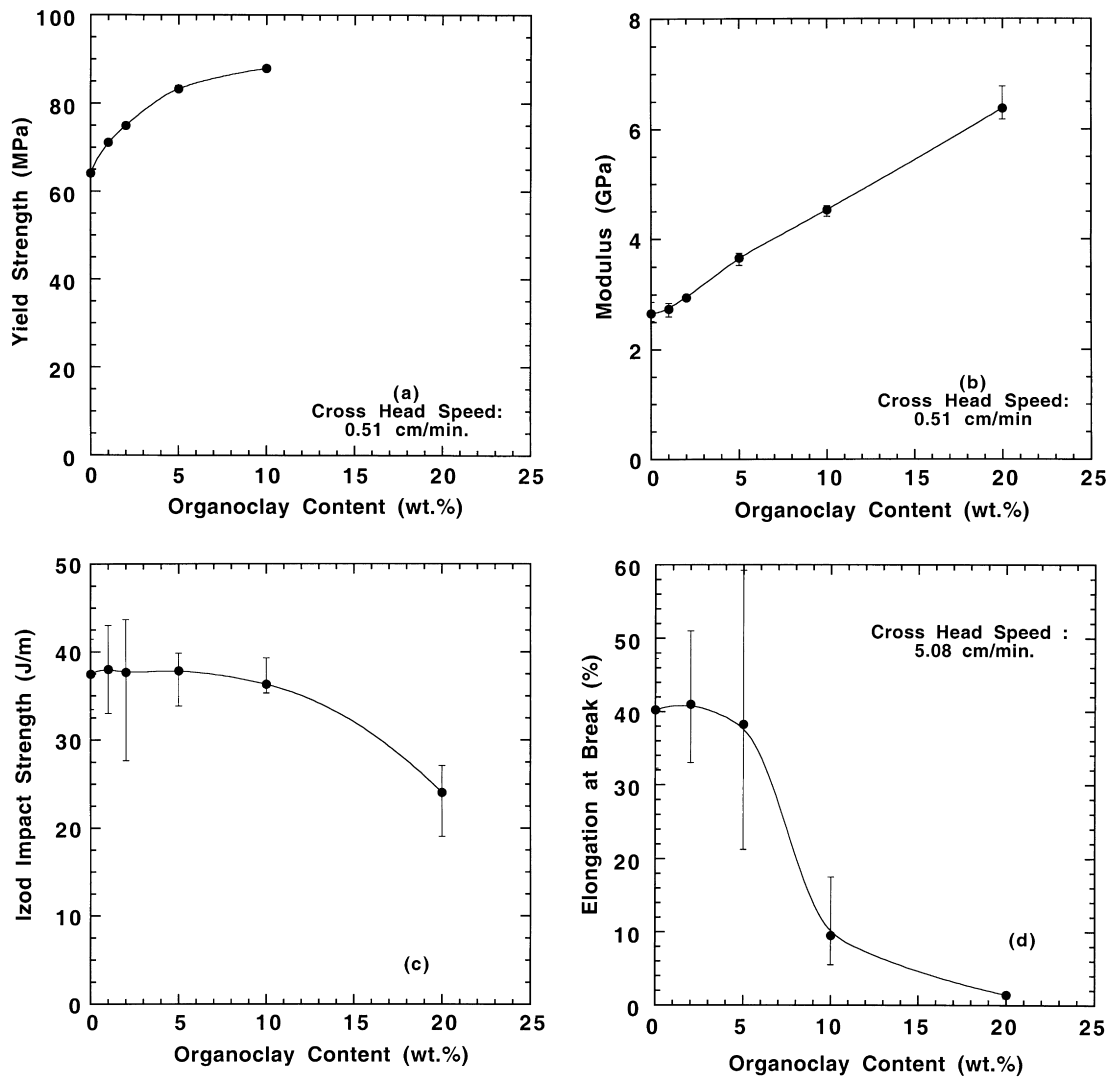 100
80
60
40
20
0
Yield Strength (MPa)
(a)
Cross Head Speed:
0.51 cm/min.
0 5 10 15 20 25
Organoclay Content (wt.%)
8
6
4
2
0
Modulus (GPa)
(b)
Cross Head Speed:
0.51 cm/min
0 5 10 15 20 25
Organoclay Content (wt.%)
50
40
30
20
10
0
Izod Impact Strength (J/m)
(c)
0 5 10 15 20 25
Organoclay Content (wt.%)
60
50
40
30
20
10
0
Elongation at Break (%)
Cross Head Speed :
5.08 cm/min.
(d)
0 5 10 15 20 25
Organoclay Content (wt.%)